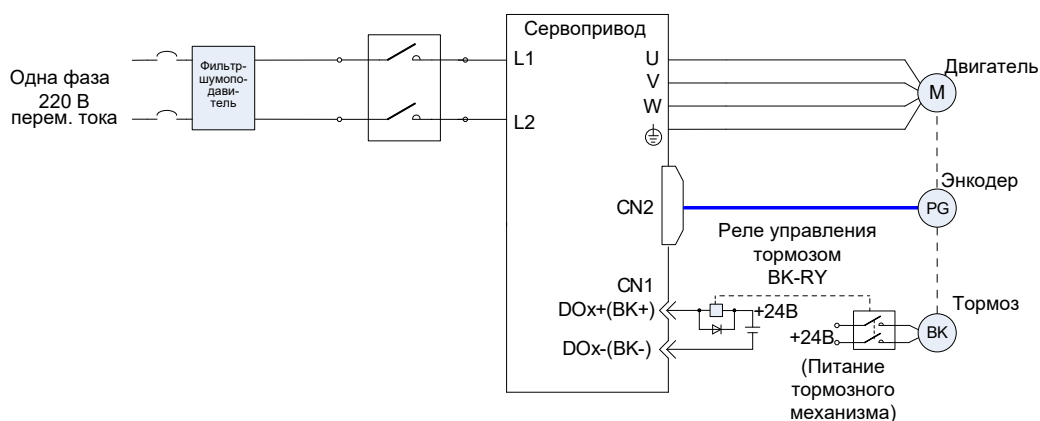 Сервопривод
Одна фаза
220 В
перем. тока
Фильтр-
шумопо-
дави-
тель
L1
L2
U
V
W
Двигатель
M
CN2
Энкодер
PG
Реле управления
тормозом
BK-RY
CN1
DOx+(BK+)
+24В
DOx-(BK-)
+24В
Тормоз
BK
(Питание
тормозного
механизма)